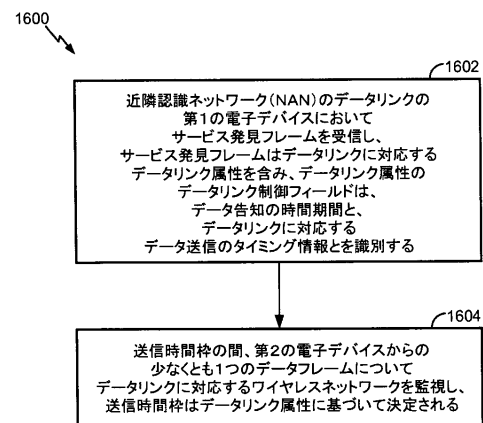 1600
1602
近隣認識ネットワーク(NAN)のデータリンクの
第1の電子デバイスにおいて
サービス発見フレームを受信し、
サービス発見フレームはデータリンクに対応する
データリンク属性を含み、データリンク属性の
データリンク制御フィールドは、
データ告知の時間期間と、
データリンクに対応する
データ送信のタイミング情報とを識別する
1604
送信時間枠の間、第2の電子デバイスからの
少なくとも1つのデータフレームについて
データリンクに対応するワイヤレスネットワークを監視し、
送信時間枠はデータリンク属性に基づいて決定される